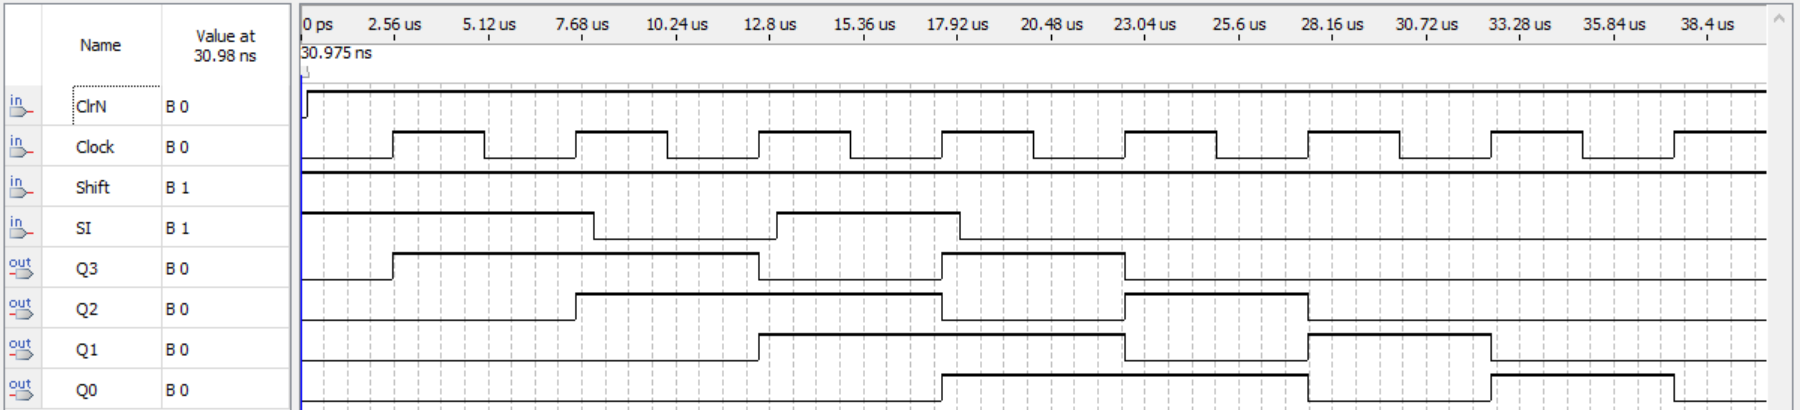 Name
Value at
30.98 ns
0 ps 2.56 us 5.12 us 7.68 us 10.24 us 12.8 us 15.36 us 17.92 us 20.48 us 23.04 us 25.6 us 28.16 us 30.72 us 33.28 us 35.84 us 38.4 us
30.975 ns
in ClrN B 0
in Clock B 0
in Shift B 1
in SI B 1
out Q3 B 0
out Q2 B 0
out Q1 B 0
out Q0 B 0